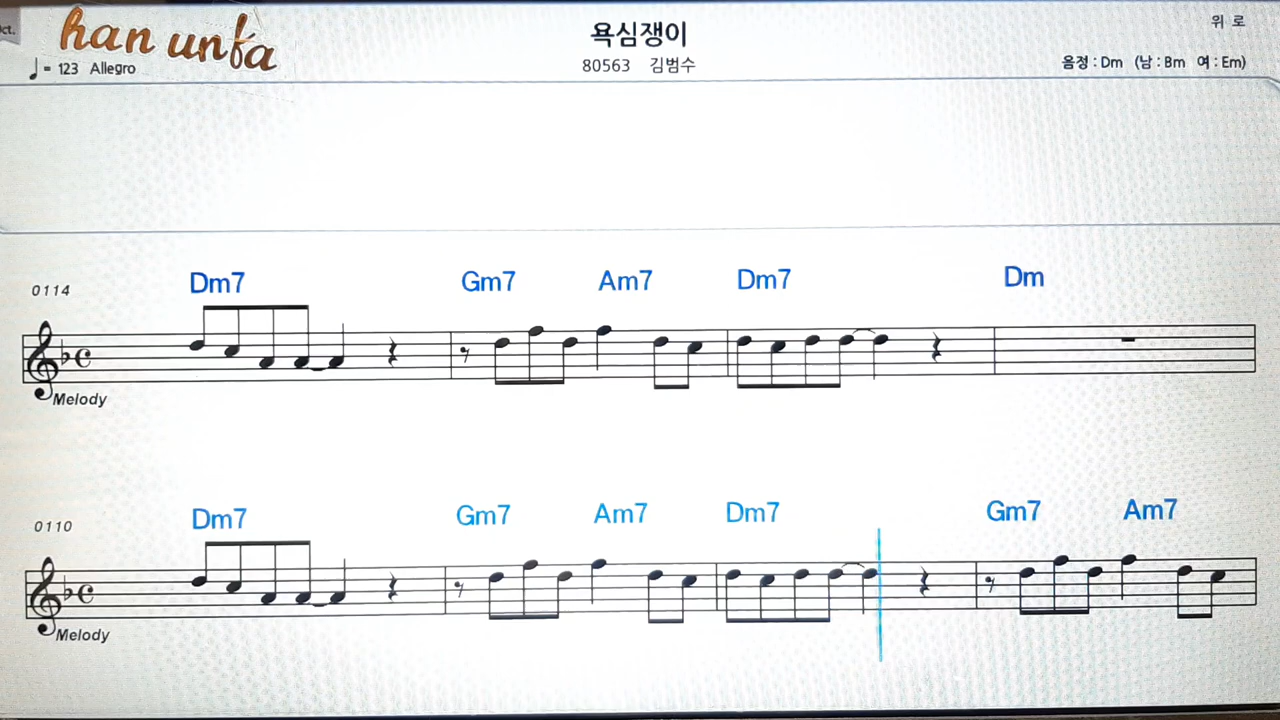 Oct.
han unfa
욕심쟁이
위 로
♩ = 123 Allegro
80563 김범수
음정 : Dm (남 : Bm 여 : Em)
Dm7 Gm7 Am7 Dm7 Dm
0114
Melody
Dm7 Gm7 Am7 Dm7 Gm7 Am7
0110
Melody